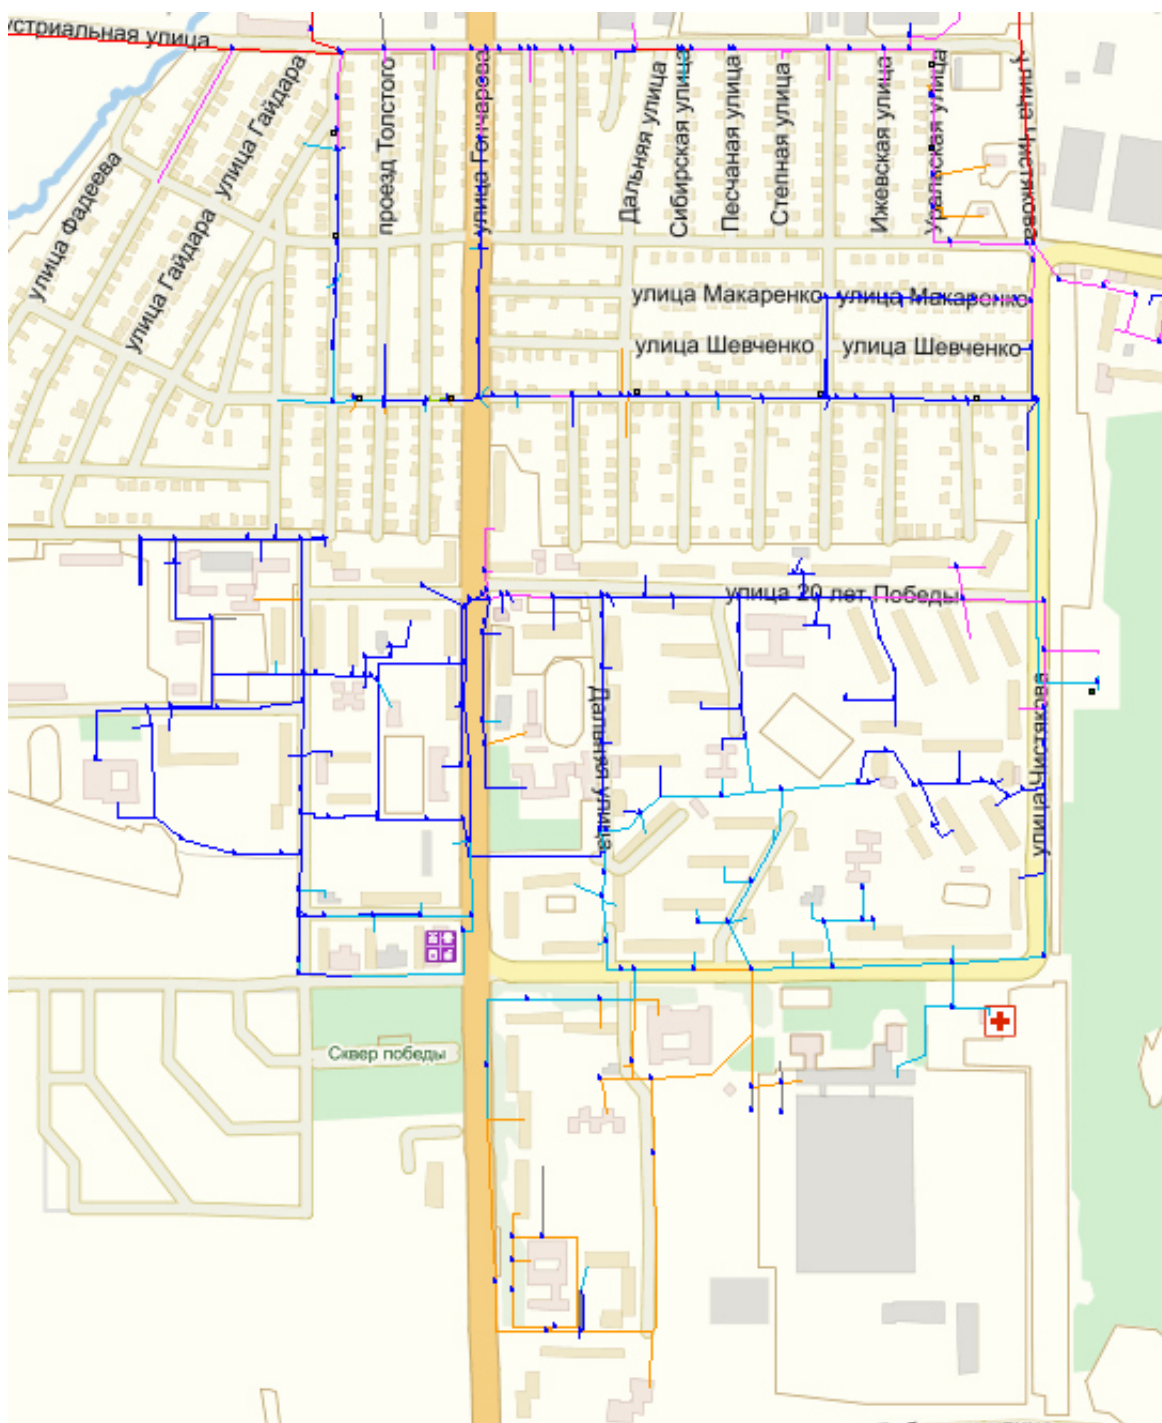 устриальная улица
улица Гайдара
проезд Толстого
улица Гончарова
Дальняя улица
Сибирская улица
Песчаная улица
Степная улица
Ижевская улица
Уральская улица
улица Чистякова
улица Фадеева
улица Гайдара
улица Макаренко
улица Макаренко
улица Шевченко
улица Шевченко
улица 20 лет Победы
Дальняя улица
улица Чистякова
Сквер победы